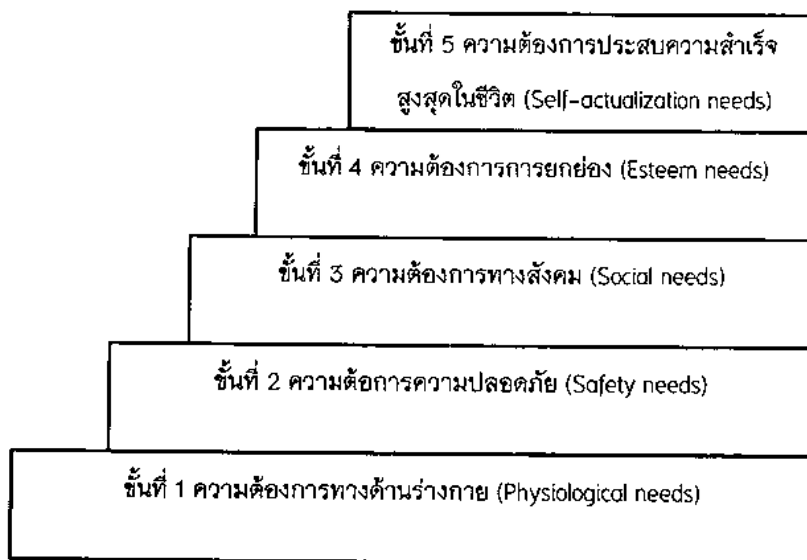 ขั้นที่ 5 ความต้องการประสบความสำเร็จ
สูงสุดในชีวิต (Self-actualization needs)
ขั้นที่ 4 ความต้องการการยกย่อง (Esteem needs)
ขั้นที่ 3 ความต้องการทางสังคม (Social needs)
ขั้นที่ 2 ความต้อการความปลอดภัย (Safety needs)
ขั้นที่ 1 ความต้องการทางด้านร่างกาย (Physiological needs)